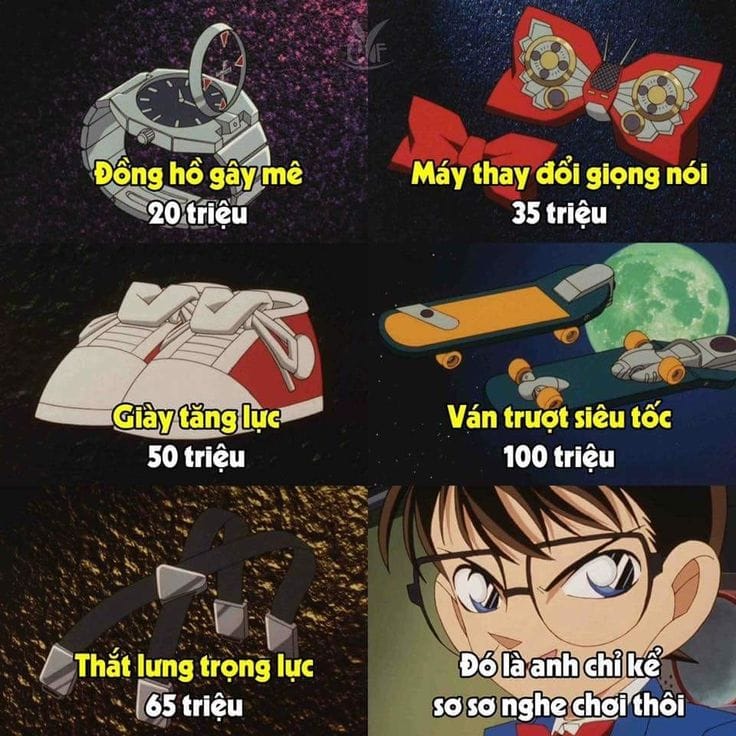 Đồng hồ gây mê
20 triệu
Máy thay đổi giọng nói
35 triệu
Giày tăng lực
50 triệu
Ván trượt siêu tốc
100 triệu
Thắt lưng trọng lực
65 triệu
Đó là anh chỉ kể
sơ sơ nghe chơi thôi